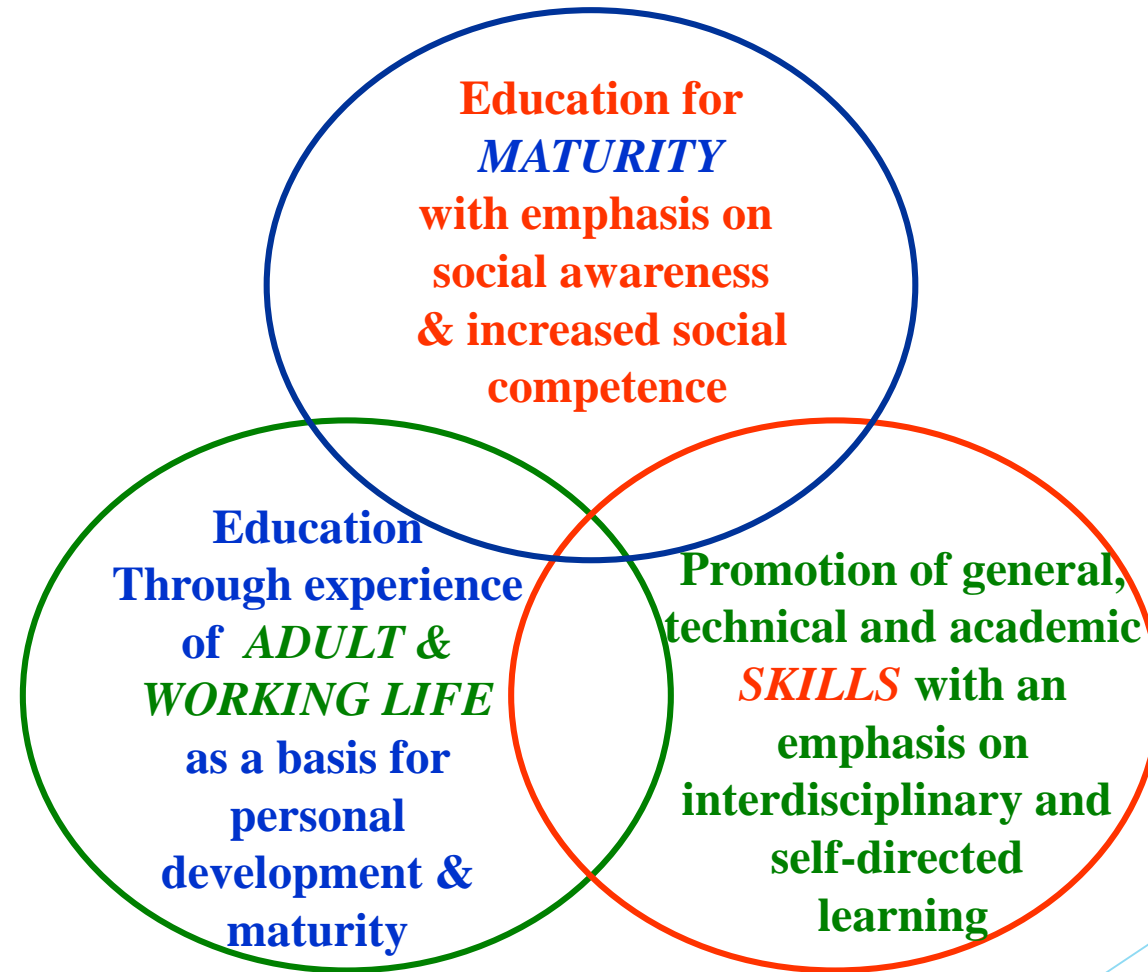 Education for
MATURITY
with emphasis on
social awareness
& increased social
competence
Education
Through experience
of ADULT &
WORKING LIFE
as a basis for
personal
development &
maturity
Promotion of general,
technical and academic
SKILLS with an
emphasis on
interdisciplinary and
self-directed
learning